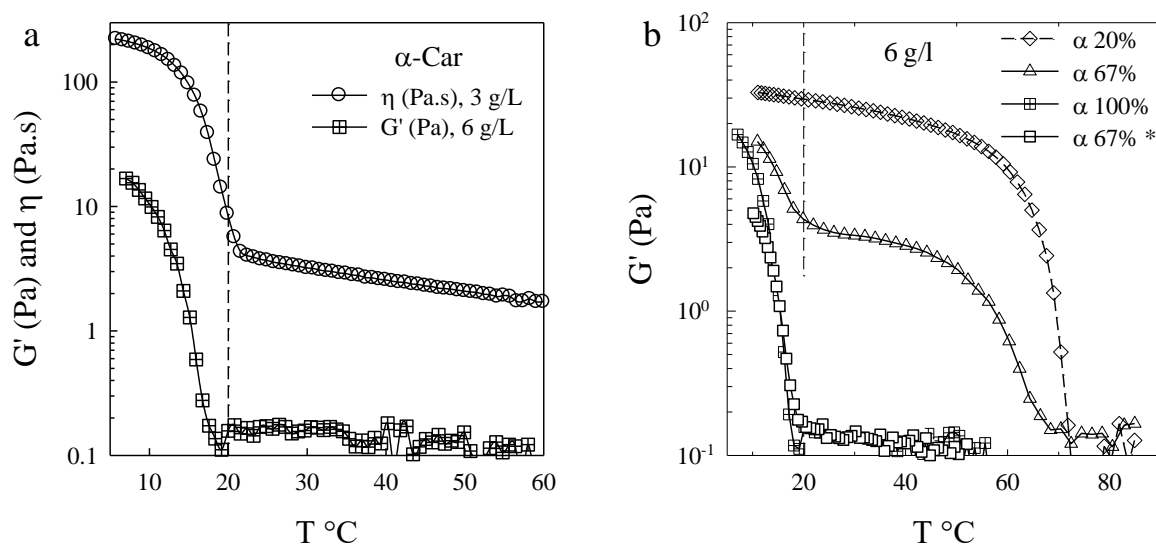 a
α-Car
η (Pa.s), 3 g/L
G' (Pa), 6 g/L
G' (Pa) and η (Pa.s)
100
10
1
0.1
10 20 30 40 50 60
T °C
b
6 g/l
α 20%
α 67%
α 100%
α 67% *
G' (Pa)
10²
10¹
10⁰
10⁻¹
20 40 60 80
T °C